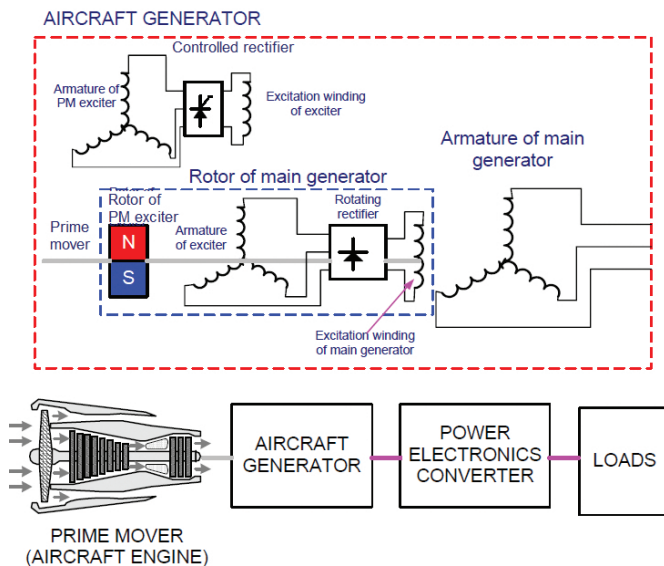 AIRCRAFT GENERATOR
Controlled rectifier
Armature of
PM exciter
Excitation winding
of exciter
Armature of main
generator
Rotor of main generator
Rotor of
PM exciter
Prime
mover
N
S
Armature
of exciter
Rotating
rectifier
Excitation winding
of main generator
AIRCRAFT
GENERATOR
POWER
ELECTRONICS
CONVERTER
LOADS
PRIME MOVER
(AIRCRAFT ENGINE)